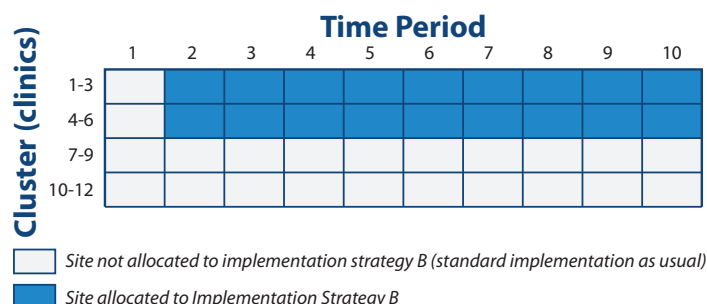 Time Period
1 2 3 4 5 6 7 8 9 10
Cluster (clinics)
1-3
4-6
7-9
10-12
Site not allocated to implementation strategy B (standard implementation as usual)
Site allocated to Implementation Strategy B